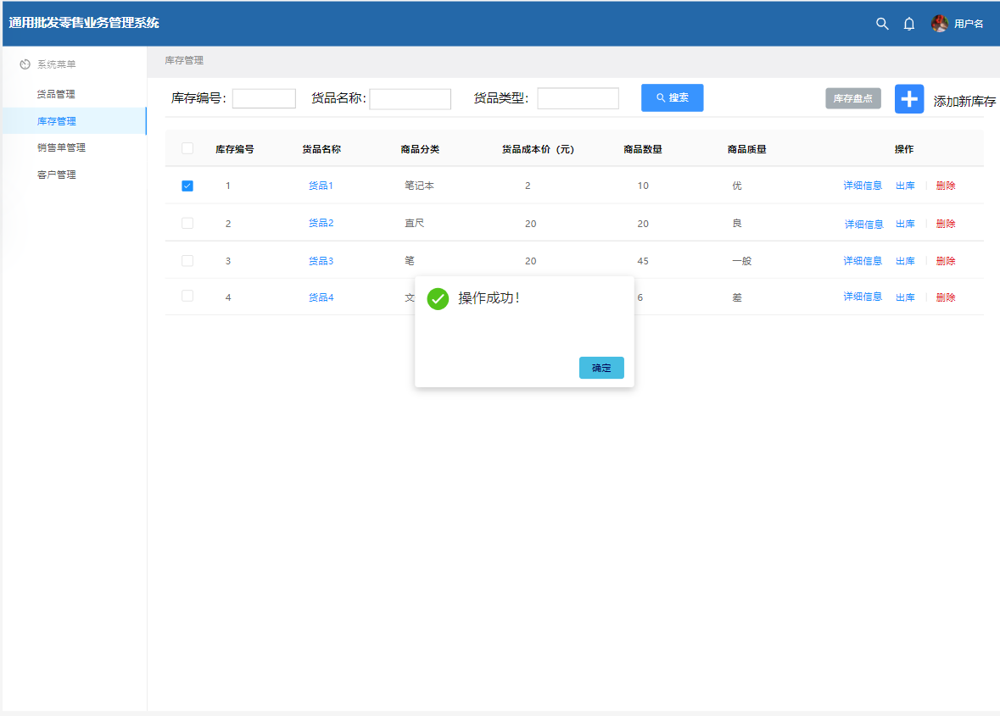 通用批发零售业务管理系统
用户名
系统菜单
货品管理
库存管理
销售单管理
客户管理
库存管理
库存编号：
货品名称：
货品类型：
搜索
库存盘点
添加新库存
库存编号 货品名称 商品分类 货品成本价（元） 商品数量 商品质量 操作
1 货品1 笔记本 2 10 优 详细信息 出库 删除
2 货品2 直尺 20 20 良 详细信息 出库 删除
3 货品3 笔 20 45 一般 详细信息 出库 删除
4 货品4 文 6 差 详细信息 出库 删除
操作成功！
确定